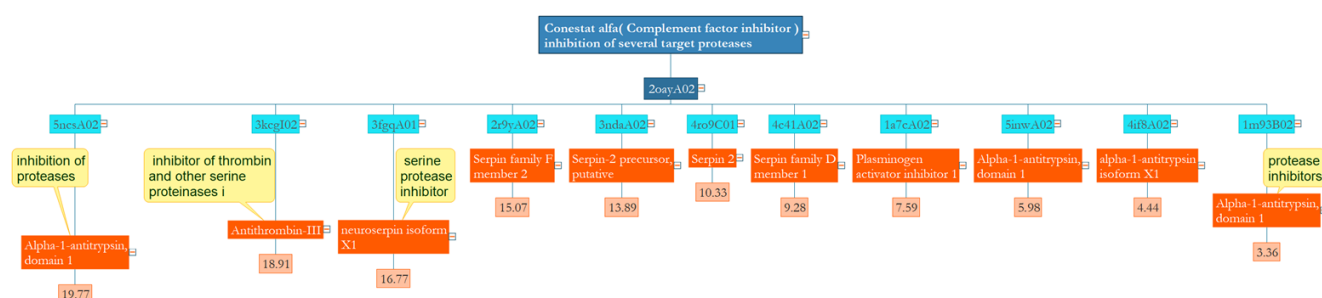 Conestat alfa( Complement factor inhibitor )
inhibition of several target proteases
2oayA02
5ncsA02
3kcgI02
3fgqA01
2r9yA02
3ndaA02
4ro9C01
4c41A02
1a7cA02
5inwA02
4if8A02
1m93B02
inhibition of
proteases
inhibitor of thrombin
and other serine
proteinases i
serine
protease
inhibitor
Serpin family F
member 2
Serpin-2 precursor,
putative
Serpin 2
Serpin family D
member 1
Plasminogen
activator inhibitor 1
Alpha-1-antitrypsin,
domain 1
alpha-1-antitrypsin
isoform X1
protease
inhibitors
15.07
13.89
10.33
9.28
7.59
5.98
4.44
Alpha-1-antitrypsin,
domain 1
3.36
Alpha-1-antitrypsin,
domain 1
19.77
Antithrombin-III
18.91
neuroserpin isoform
X1
16.77